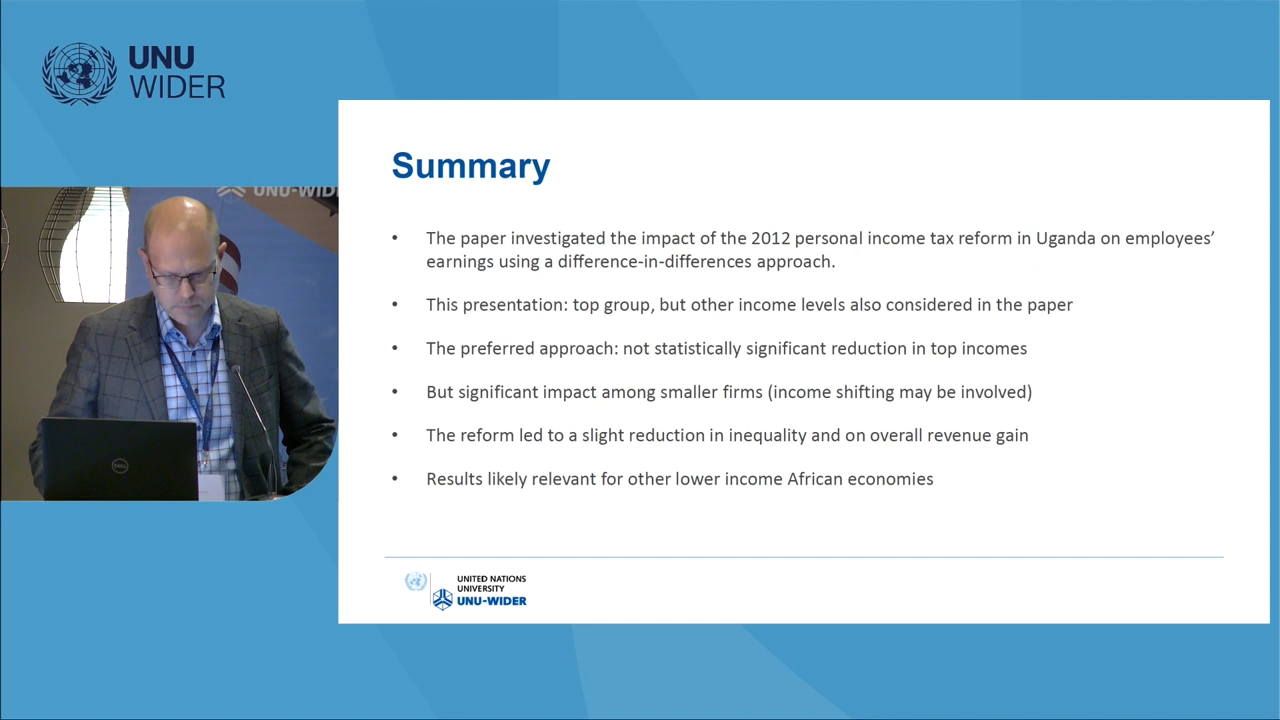 UNU
WIDER
UNU-WID
Summary
• The paper investigated the impact of the 2012 personal income tax reform in Uganda on employees’
earnings using a difference-in-differences approach.
• This presentation: top group, but other income levels also considered in the paper
• The preferred approach: not statistically significant reduction in top incomes
• But significant impact among smaller firms (income shifting may be involved)
• The reform led to a slight reduction in inequality and on overall revenue gain
• Results likely relevant for other lower income African economies
DELL
UNITED NATIONS
UNIVERSITY
UNU-WIDER